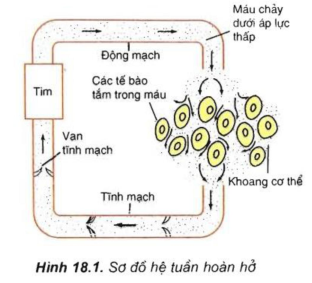 Máu chảy
dưới áp lực
thấp
Động mạch
Tim
Các tế bào
tắm trong máu
Van
tĩnh mạch
Khoang cơ thể
Tĩnh mạch
Hình 18.1. Sơ đồ hệ tuần hoàn hở